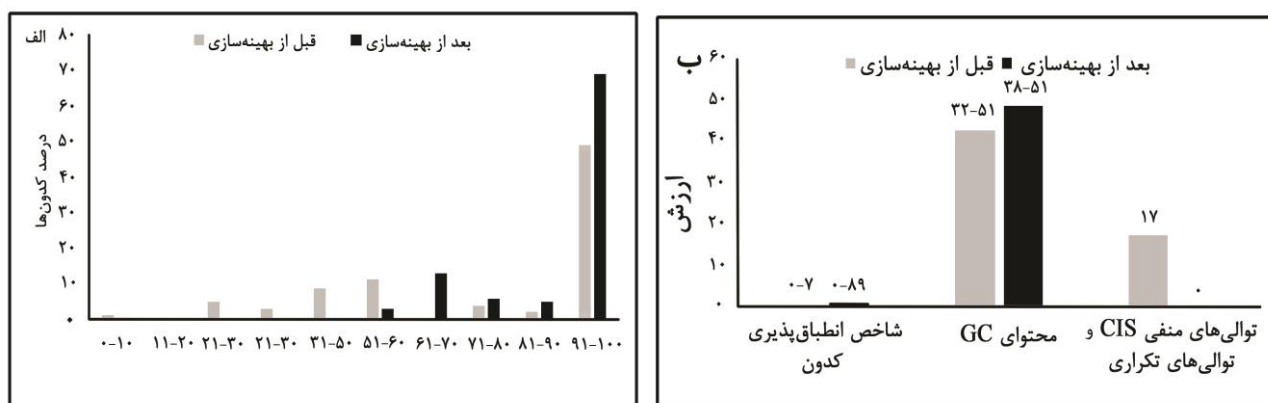 الف
قبل از بهینه‌سازی
بعد از بهینه‌سازی
درصد کدون‌ها
۸۰
۷۰
۶۰
۵۰
۴۰
۳۰
۲۰
۱۰
۰
۰-۱۰ ۱۱-۲۰ ۲۱-۳۰ ۲۱-۳۰ ۳۱-۵۰ ۵۱-۶۰ ۶۱-۷۰ ۷۱-۸۰ ۸۱-۹۰ ۹۱-۱۰۰
ب
قبل از بهینه‌سازی
بعد از بهینه‌سازی
ارزش
۶۰
۵۰
۴۰
۳۰
۲۰
۱۰
۰
۰-۷
۰-۸۹
۳۲-۵۱
۳۸-۵۱
۱۷
۰
شاخص انطباق‌پذیری
کدون
محتوای GC
توالی‌های منفی CIS و
توالی‌های تکراری